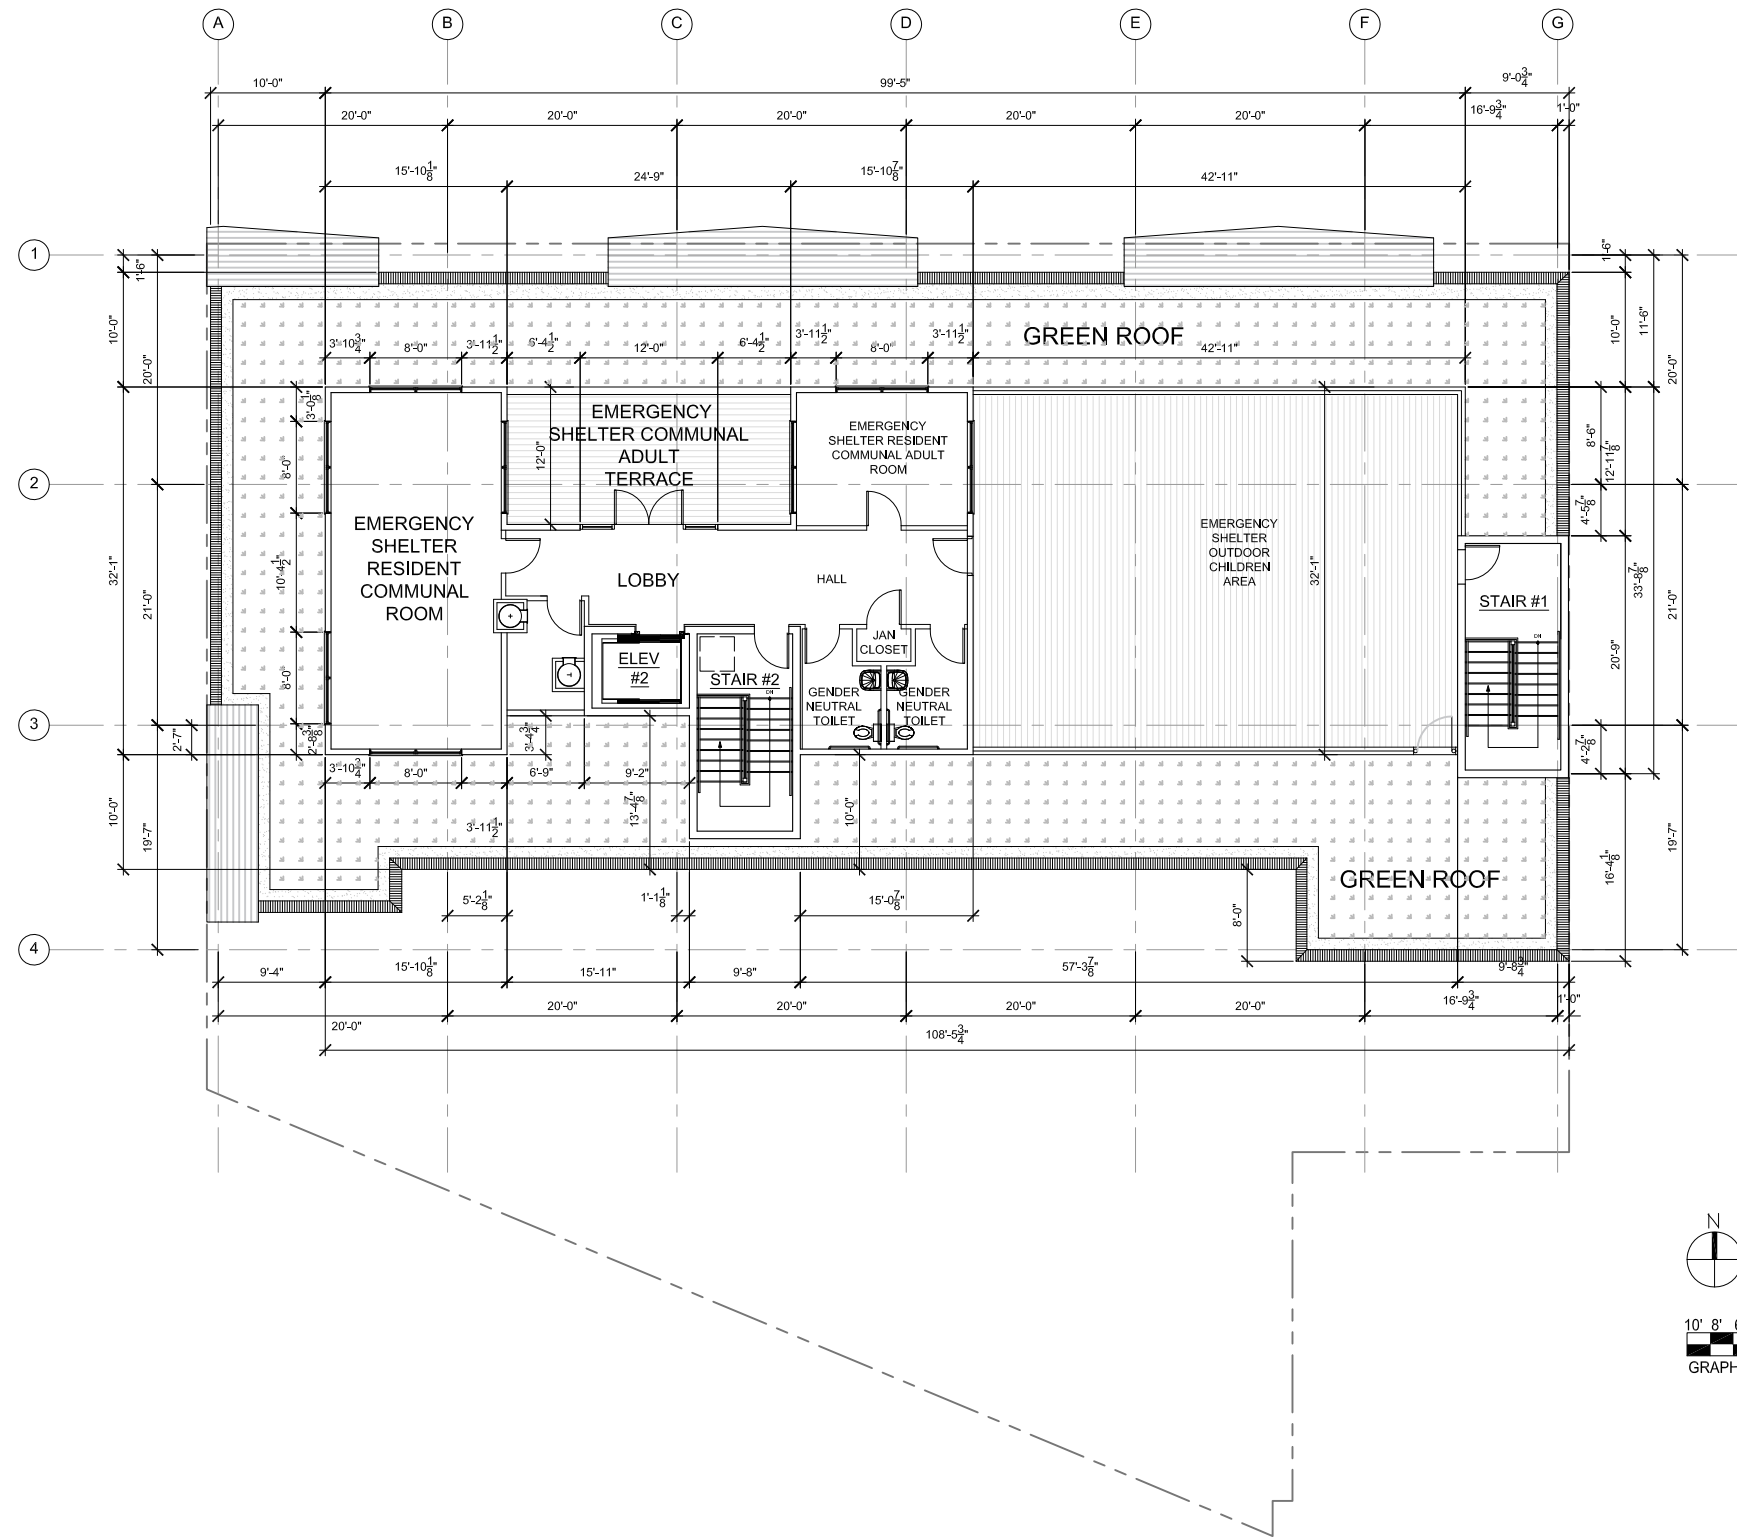 A B C D E F G
10'-0" 99'-5" 9'-0 3/4"
20'-0" 20'-0" 20'-0" 20'-0" 20'-0" 16'-9 3/4" 1'-0"
15'-10 1/8" 24'-9" 15'-10 7/8" 42'-11"
1
1'-6" 1'-6"
10'-0" 20'-0" 10'-0" 11'-6" 20'-0"
GREEN ROOF
3'-10 3/4" 8'-0" 3'-11 1/2" 6'-4 1/2" 12'-0" 6'-4 1/2" 3'-11 1/2" 8'-0" 3'-11 1/2" 42'-11"
3'-0 1/8"
EMERGENCY
SHELTER COMMUNAL
ADULT
TERRACE
EMERGENCY
SHELTER RESIDENT
COMMUNAL ADULT
ROOM
12'-0"
8'-0"
8'-6" 12'-11 7/8"
2
4'-5 7/8"
EMERGENCY
SHELTER
RESIDENT
COMMUNAL
ROOM
EMERGENCY
SHELTER
OUTDOOR
CHILDREN
AREA
32'-1" 21'-0" 10'-4 1/2" 32'-1" 33'-8 7/8" 21'-0"
LOBBY
HALL
STAIR #1
DN
JAN
CLOSET
ELEV
#2
STAIR #2
DN
GENDER
NEUTRAL
TOILET
GENDER
NEUTRAL
TOILET
8'-0" 20'-9"
3
2'-7" 2'-8 3/8" 3'-4 3/4" 4'-2 7/8"
3'-10 3/4" 8'-0" 6'-9" 9'-2"
3'-11 1/2"
10'-0" 19'-7" 13'-4 7/8" 10'-0" 16'-4 1/8" 19'-7"
GREEN ROOF
5'-2 1/8" 1'-1 1/8" 15'-0 7/8" 8'-0"
4
9'-4" 15'-10 1/8" 15'-11" 9'-8" 57'-3 7/8" 9'-8 3/4"
20'-0" 20'-0" 20'-0" 20'-0" 20'-0" 16'-9 3/4" 1'-0"
108'-5 3/4"
N
10' 8'
GRAPH